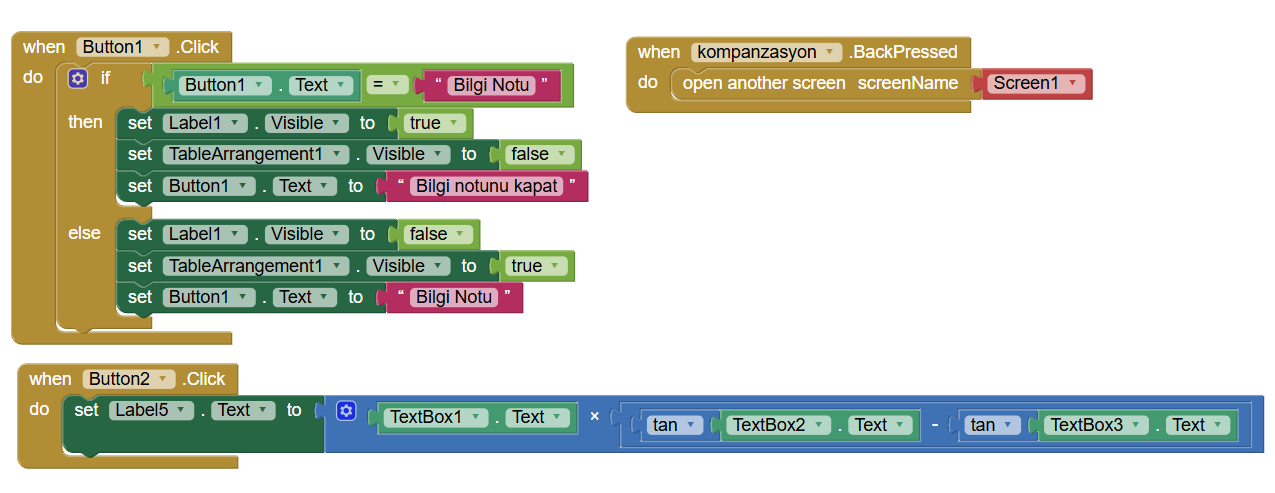 when Button1 .Click
do if Button1 . Text = “ Bilgi Notu ”
then set Label1 . Visible to true
set TableArrangement1 . Visible to false
set Button1 . Text to “ Bilgi notunu kapat ”
else set Label1 . Visible to false
set TableArrangement1 . Visible to true
set Button1 . Text to “ Bilgi Notu ”
when kompanzasyon .BackPressed
do open another screen screenName Screen1
when Button2 .Click
do set Label5 . Text to TextBox1 . Text × tan TextBox2 . Text - tan TextBox3 . Text